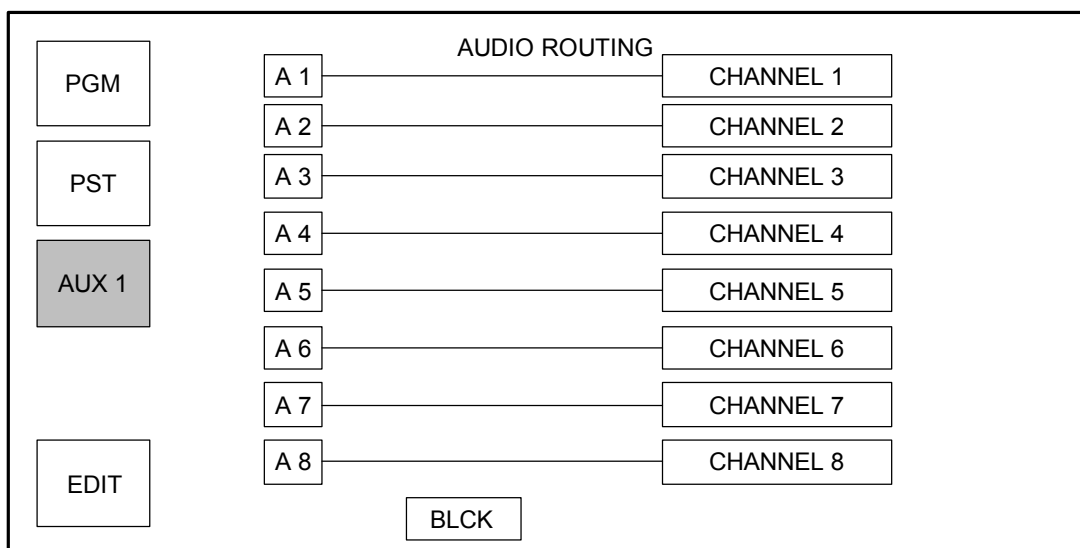 AUDIO ROUTING
PGM
PST
AUX 1
EDIT
A 1 CHANNEL 1
A 2 CHANNEL 2
A 3 CHANNEL 3
A 4 CHANNEL 4
A 5 CHANNEL 5
A 6 CHANNEL 6
A 7 CHANNEL 7
A 8 CHANNEL 8
BLCK